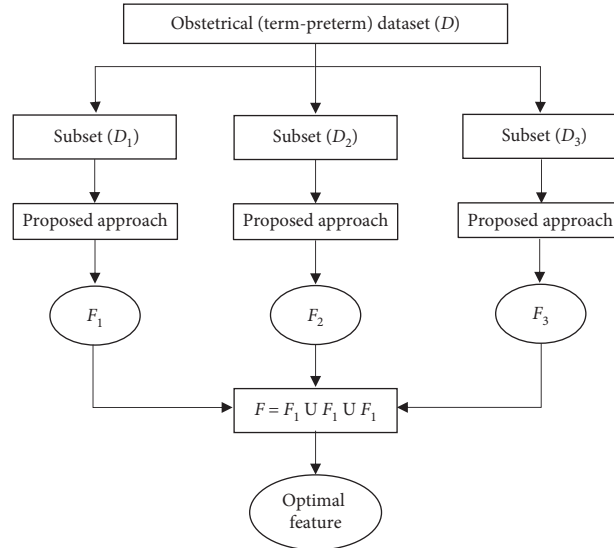 Obstetrical (term-preterm) dataset (D)
Subset (D₁)
Subset (D₂)
Subset (D₃)
Proposed approach
Proposed approach
Proposed approach
F₁
F₂
F₃
F = F₁ U F₁ U F₁
Optimal
feature